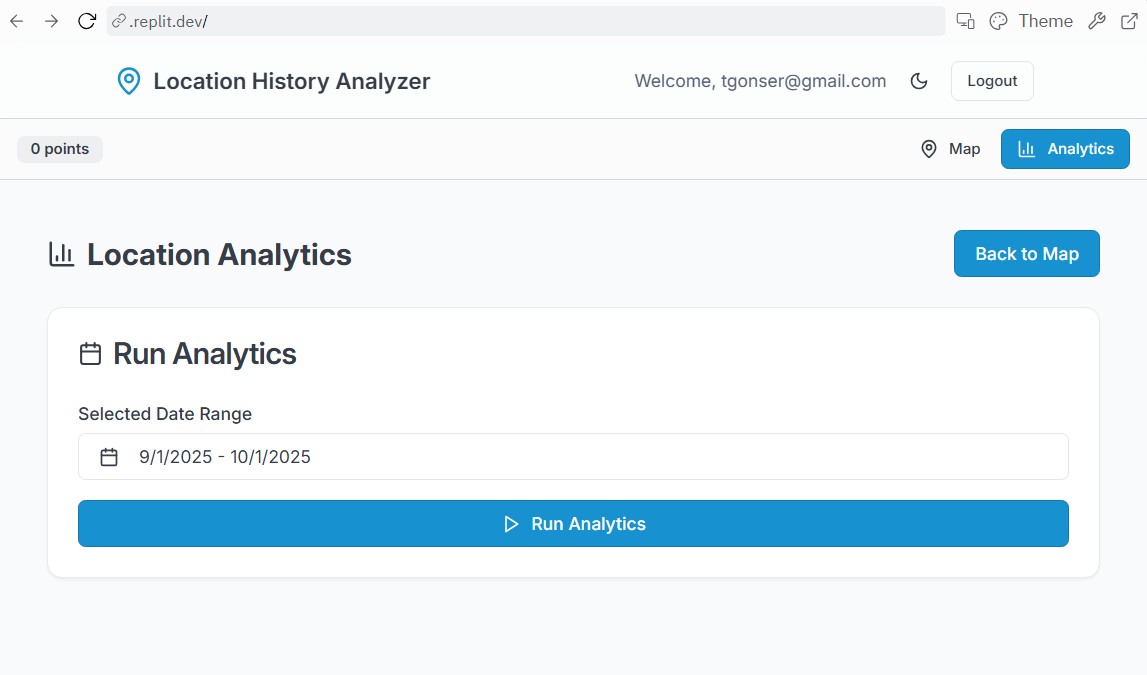 .replit.dev/
Theme
Location History Analyzer
Welcome, tgonser@gmail.com
Logout
0 points
Map
Analytics
Location Analytics
Back to Map
Run Analytics
Selected Date Range
9/1/2025 - 10/1/2025
Run Analytics